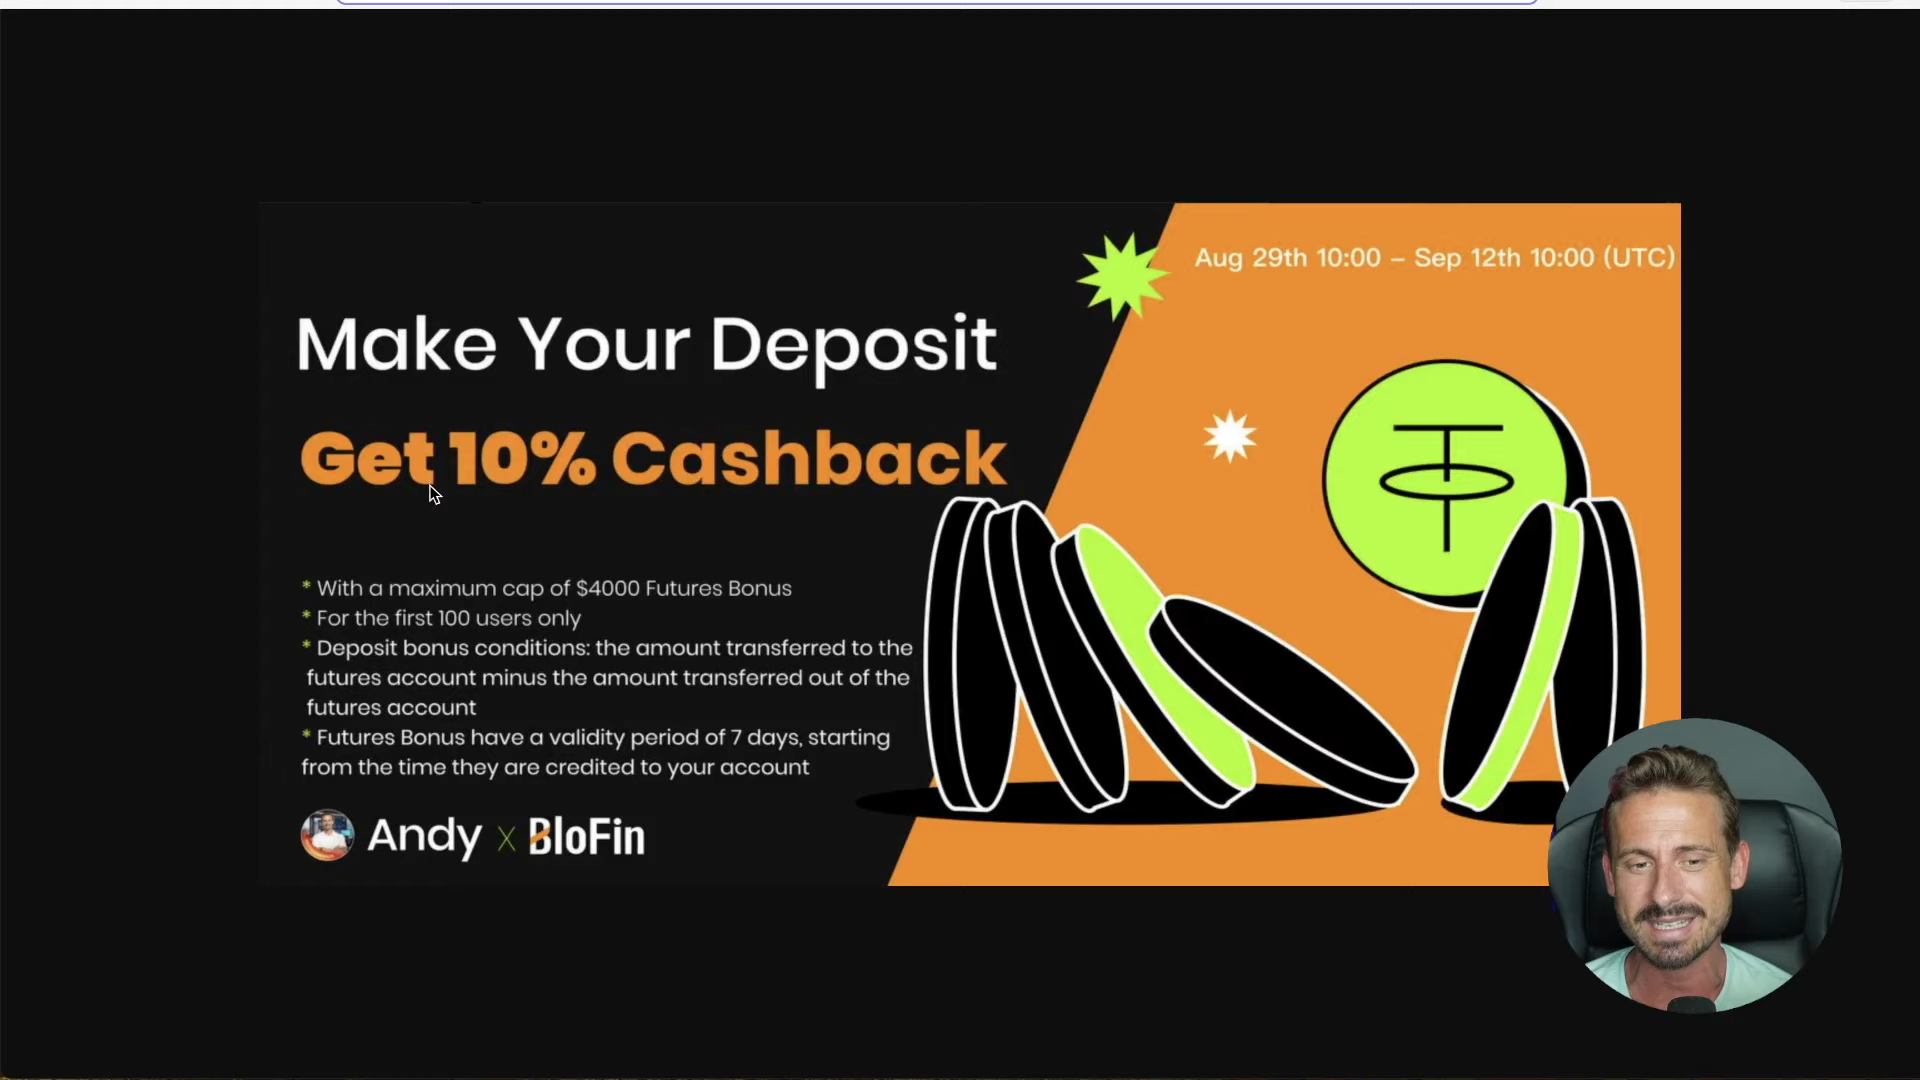 Aug 29th 10:00 – Sep 12th 10:00 (UTC)
Make Your Deposit
Get 10% Cashback
* With a maximum cap of $4000 Futures Bonus
* For the first 100 users only
* Deposit bonus conditions: the amount transferred to the
futures account minus the amount transferred out of the
futures account
* Futures Bonus have a validity period of 7 days, starting
from the time they are credited to your account
Andy X BloFin